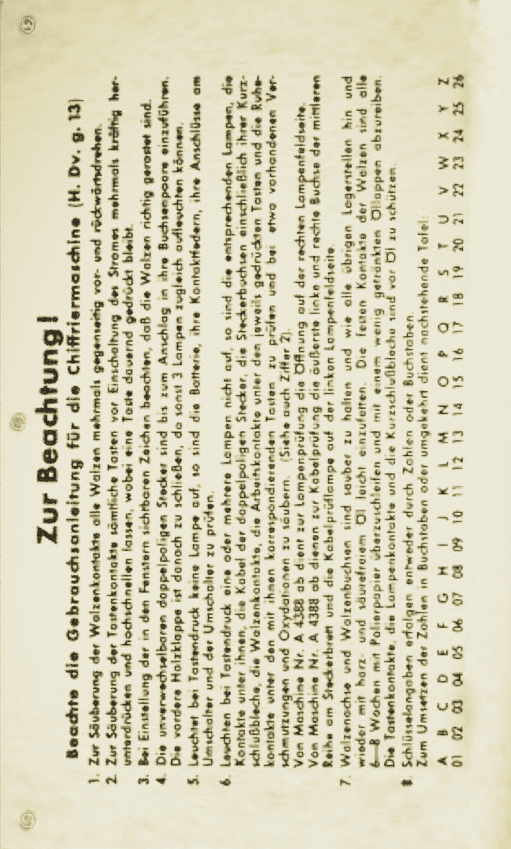 Zur Beachtung!
Beachte die Gebrauchsanleitung für die Chiffriermaschine (H. Dv. g. 13)
1. Zur Säuberung der Walzenkontakte alle Walzen mehrmals gegenseitig vor- und rückwärtsdrehen.
2. Zur Säuberung der Tastenkontakte sämtliche Tasten vor Einschaltung des Stromes mehrmals kräftig her-
unterdrücken und hochschnellen lassen, wobei eine Taste dauernd gedrückt bleibt.
3. Bei Einstellung der in den Fenstern sichtbaren Zeichen beachten, daß die Walzen richtig gerastet sind.
4. Die unverwechselbaren doppelpoligen Stecker sind bis zum Anschlag in ihre Buchsenpaare einzuführen.
Die vordere Holzklappe ist danach zu schließen, da sonst 3 Lampen zugleich aufleuchten können.
5. Leuchtet bei Tastendruck keine Lampe auf, so sind die Batterie, ihre Kontaktfedern, ihre Anschlüsse am
Umschalter und der Umschalter zu prüfen.
6. Leuchten bei Tastendruck eine oder mehrere Lampen nicht auf, so sind die entsprechenden Lampen, die
Kontakte unter ihnen, die Kabel der doppelpoligen Stecker, die Steckerbuchsen einschließlich ihrer Kurz-
schlußbleche, die Walzenkontakte, die Arbeitskontakte unter den jeweils gedrückten Tasten und die Ruhe-
kontakte unter den mit ihnen korrespondierenden Tasten zu prüfen und bei etwa vorhandenen Ver-
schmutzungen und Oxydationen zu säubern. (Siehe auch Ziffer 2).
Von Maschine Nr. A 4388 ab dient zur Lampenprüfung die Öffnung auf der rechten Lampenfeldseite.
Von Maschine Nr. A 4388 ab dienen zur Kabelprüfung die äußerste linke und rechte Buchse der mittleren
Reihe am Steckerbrett und die Kabelprüflampe auf der linken Lampenfeldseite.
7. Walzenachse und Walzenbuchsen sind sauber zu halten und wie alle übrigen Lagerstellen hin und
wieder mit harz- und säurefreiem Öl leicht einzufetten. Die festen Kontakte der Walzen sind alle
6–8 Wochen mit Polierpapier überzuschleifen und mit einem wenig getränkten Öllappen abzureiben.
Die Tastenkontakte, die Lampenkontakte und die Kurzschlußbleche sind vor Öl zu schützen.
8. Schlüsselangaben erfolgen entweder durch Zahlen oder Buchstaben.
Zum Umsetzen der Zahlen in Buchstaben oder umgekehrt dient nachstehende Tafel:
A B C D E F G H I J K L M N O P Q R S T U V W X Y Z
01 02 03 04 05 06 07 08 09 10 11 12 13 14 15 16 17 18 19 20 21 22 23 24 25 26